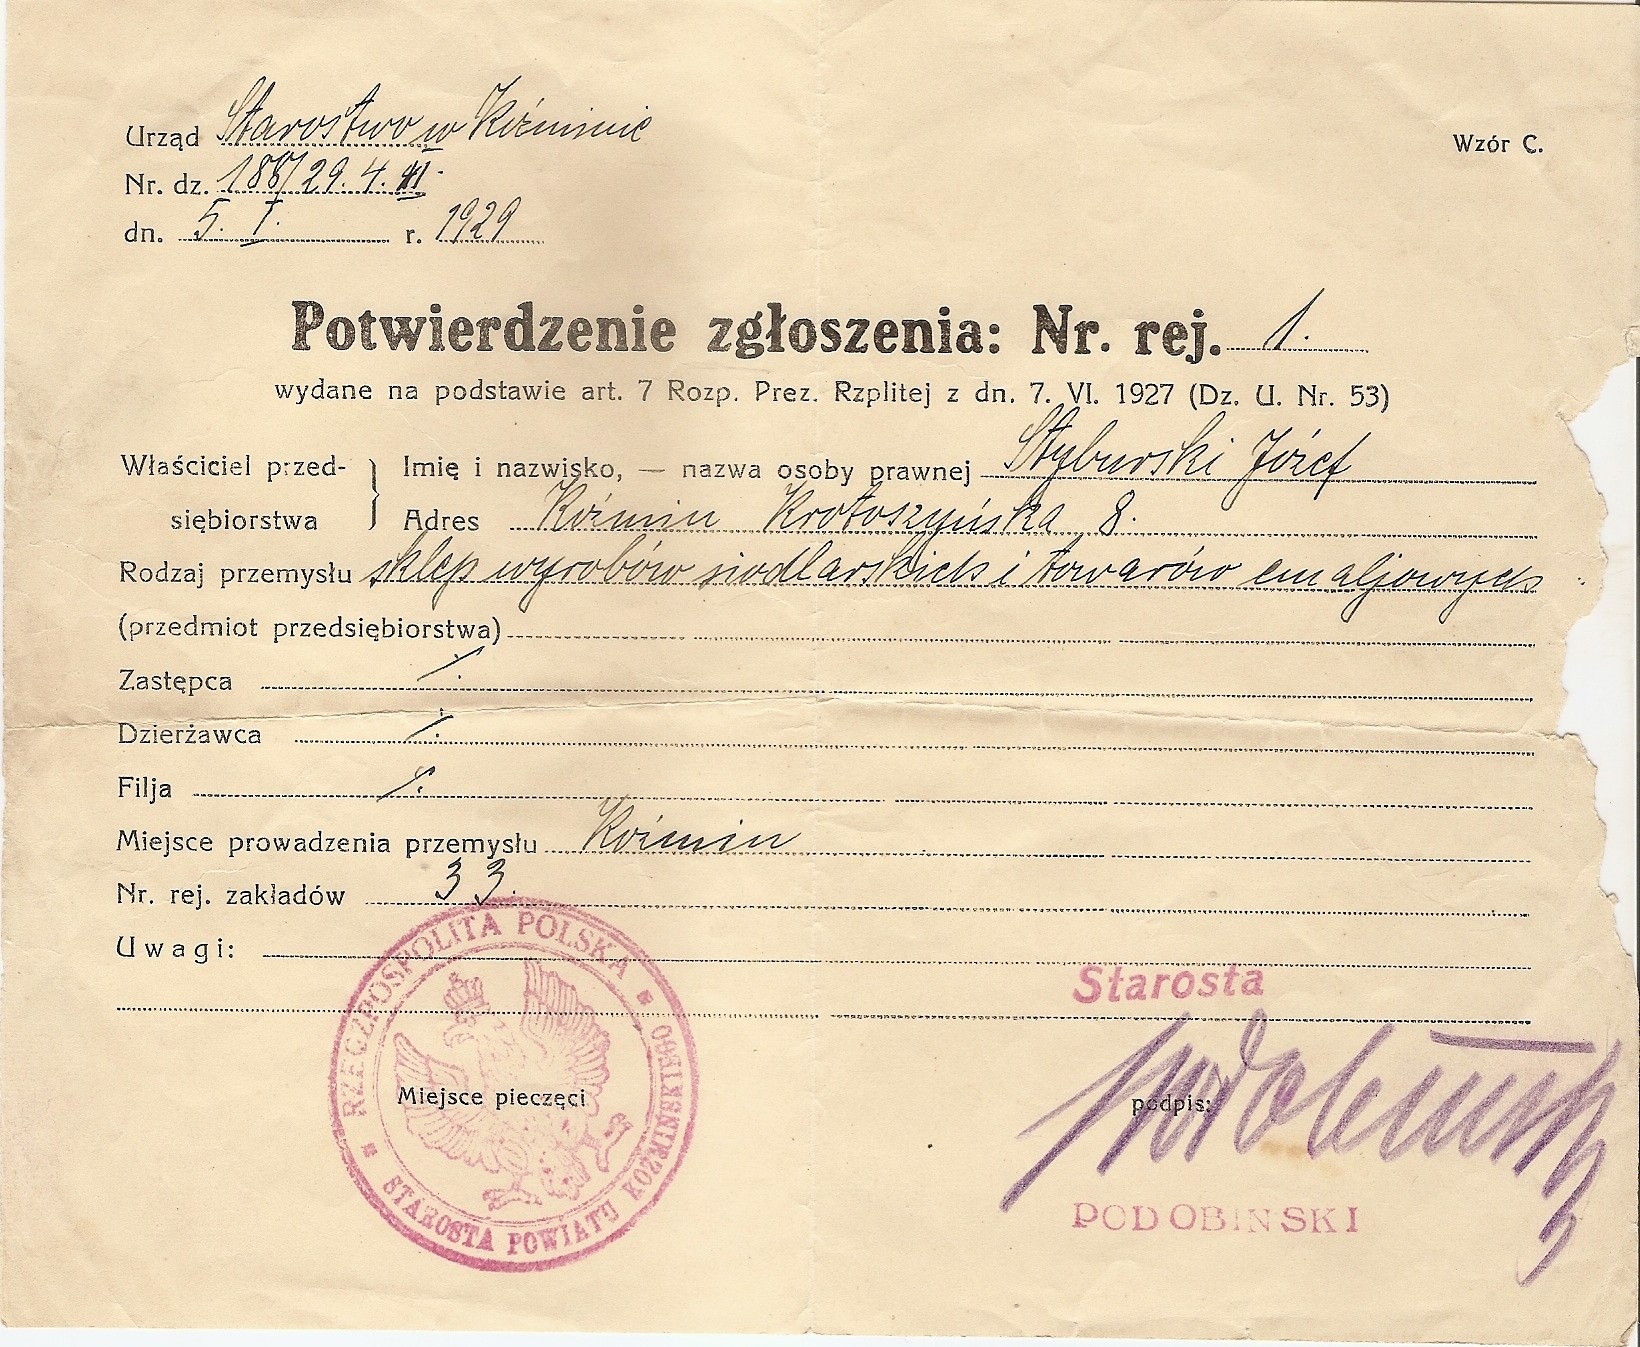 Urząd Starostwo w Koźminie
Wzór C.
Nr. dz. 29. 4.
dn. 5. I. r. 1929
Potwierdzenie zgłoszenia: Nr. rej. 1.
wydane na podstawie art. 7 Rozp. Prez. Rzplitej z dn. 7. VI. 1927 (Dz. U. Nr. 53)
Właściciel przed- } Imię i nazwisko, — nazwa osoby prawnej Styburski Józef
siębiorstwa Adres Koźmin Krotoszyńska 8.
Rodzaj przemysłu sklep wyrobów siodlarskich i towarów emaljowych
(przedmiot przedsiębiorstwa)
Zastępca
Dzierżawca
Filja
Miejsce prowadzenia przemysłu Koźmin
Nr. rej. zakładów 33.
Uwagi:
RZECZPOSPOLITA POLSKA
STAROSTA POWIATU KOŹMIŃSKIEGO
Miejsce pieczęci
Starosta
podpis:
PODOBIŃSKI